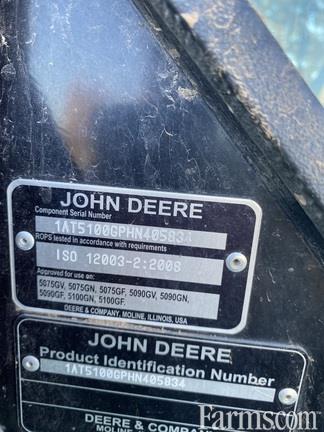 JOHN DEERE
Component Serial Number
1AT5100GPHN405834
ROPS tested in accordance with requirements
ISO 12003-2:2008
Approved for use on:
5075GV, 5075GN, 5075GF, 5090GV, 5090GN,
5090GF, 5100GN, 5100GF.
DEERE & COMPANY, MOLINE, ILLINOIS, USA
JOHN DEERE
Product Identification Number
1AT5100GPHN405834
DEERE & COMPANY
MOLINE
Farms.com